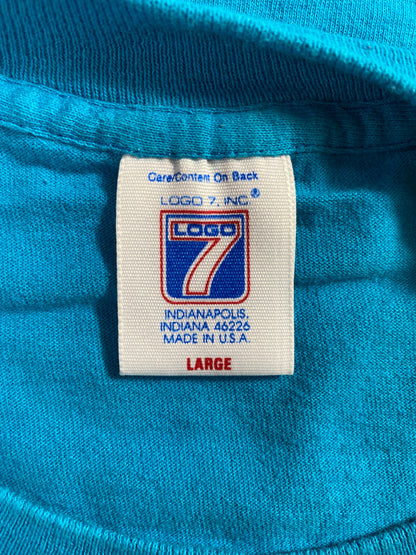 Care/Content On Back
LOGO 7, INC®
LOGO
7
INDIANAPOLIS,
INDIANA 46226
MADE IN U.S.A.
LARGE